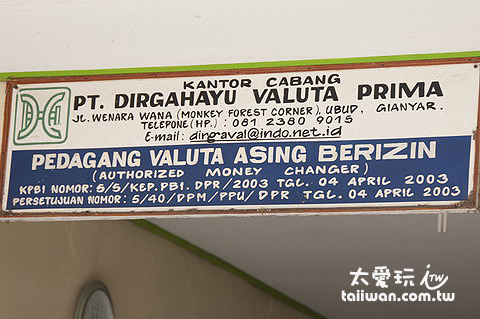 KANTOR CABANG
PT. DIRGAHAYU VALUTA PRIMA
JL. WENARA WANA (MONKEY FOREST CORNER), UBUD, GIANYAR.
TELEPONE (HP.) : 081 2380 9015
E-mail : dirgaval@indo.net.id
PEDAGANG VALUTA ASING BERIZIN
(AUTHORIZED MONEY CHANGER)
KPBI NOMOR: 5/5/KEP. PBI. DPR/2003 TGL. 04 APRIL 2003
PERSETUJUAN NOMOR: 5/40/DPM/PPU/DPR TGL. 04 APRIL 2003
太愛玩 iTW
taiiwan.com.tw